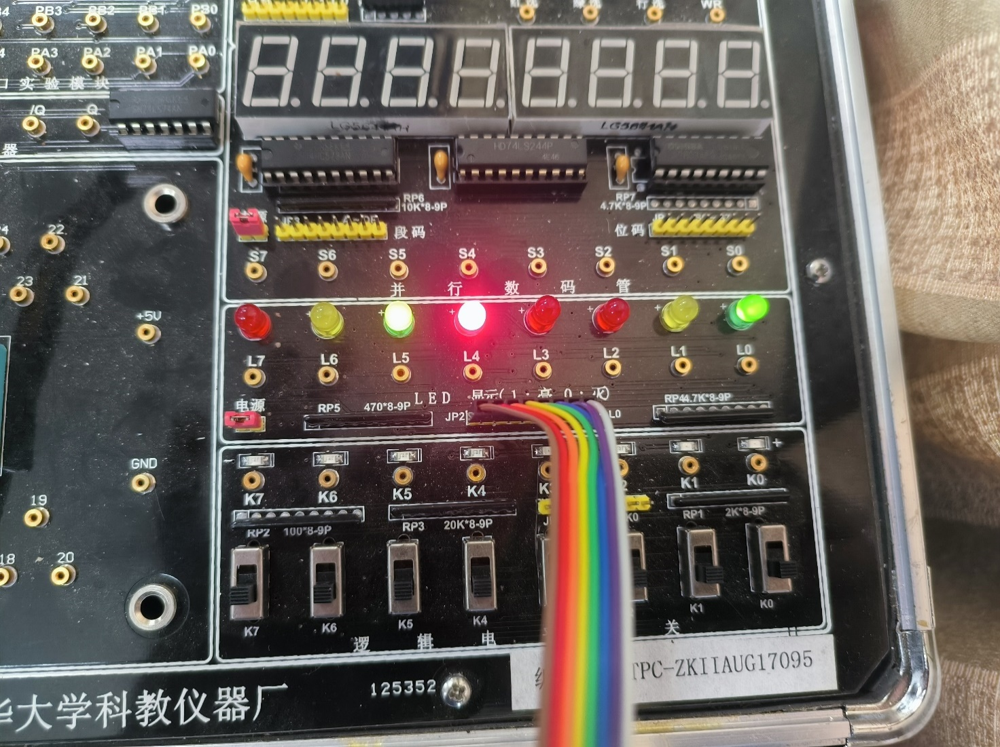 PB3 PB2 PB1 PB0
PA3 PA2 PA1 PA0
WR
口 实 验 模 块
/Q Q
器
LG5641AH
HD74LS244P
4E46
RP6
10K*8-9P
RP7
4.7K*8-9P
段码
位码
S7 S6 S5 S4 S3 S2 S1 S0
并 行 数 码 管
22
23 21
+5V
L7 L6 L5 L4 L3 L2 L1 L0
LED 显示(1:亮 0:灭)
电源
RP5 470*8-9P
JP2
L0
RP4 4.7K*8-9P
GND
19
18 20
K7 K6 K5 K4 K1 K0
K0
RP2 100*8-9P
RP3 20K*8-9P
RP1 2K*8-9P
K7 K6 K5 K4 K1 K0
逻 辑 电 关
TPC-ZKIIAUG17095
125352
华大学科教仪器厂